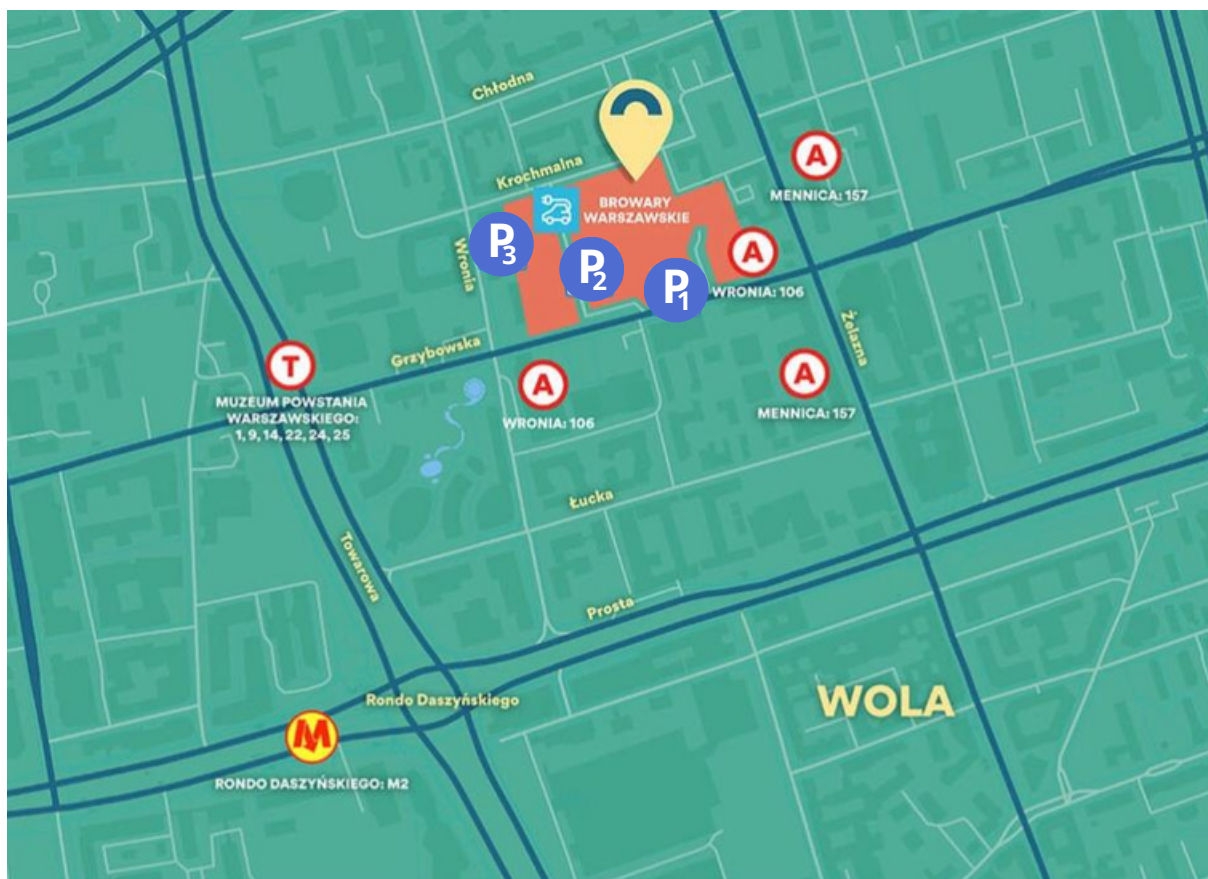 Chłodna
A
MENNICA: 157
Krochmalna
BROWARY
WARSZAWSKIE
P3
P2
P1
Wronia
A
WRONIA: 106
Żelazna
Grzybowska
T
MUZEUM POWSTANIA
WARSZAWSKIEGO:
1, 9, 14, 22, 24, 25
A
WRONIA: 106
A
MENNICA: 157
Łucka
Towarowa
Prosta
Rondo Daszyńskiego
WOLA
M
RONDO DASZYŃSKIEGO: M2